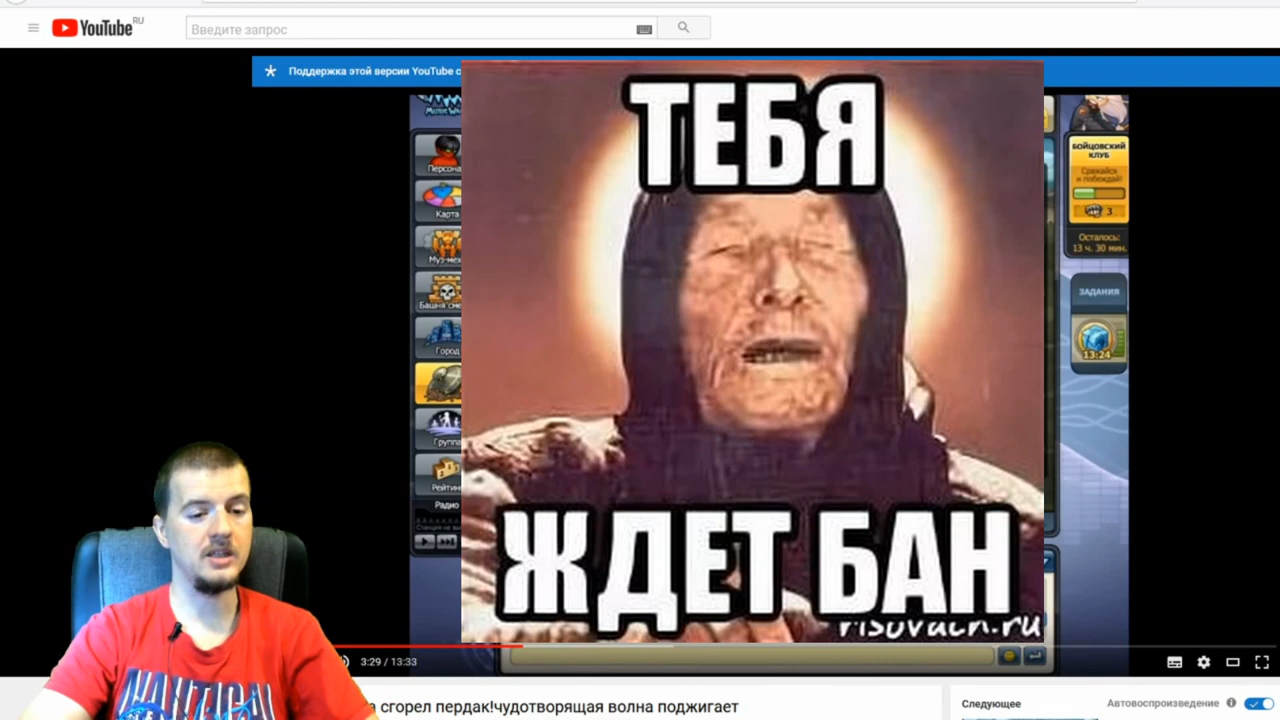 YouTube RU
Введите запрос
Поддержка этой версии YouTube с
ТЕБЯ
ЖДЕТ БАН
risovach.ru
Персона
Карта
Муз-мех
Башня сме
Город
Группа
Рейтин
Радио
БОЙЦОВСКИЙ
КЛУБ
Сражайся
и побеждай!
3
Осталось:
13 ч. 30 мин.
ЗАДАНИЯ
13:24
3:29 / 13:33
NAUTICAL
а сгорел пердак!чудотворящая волна поджигает
Следующее
Автовоспроизведение